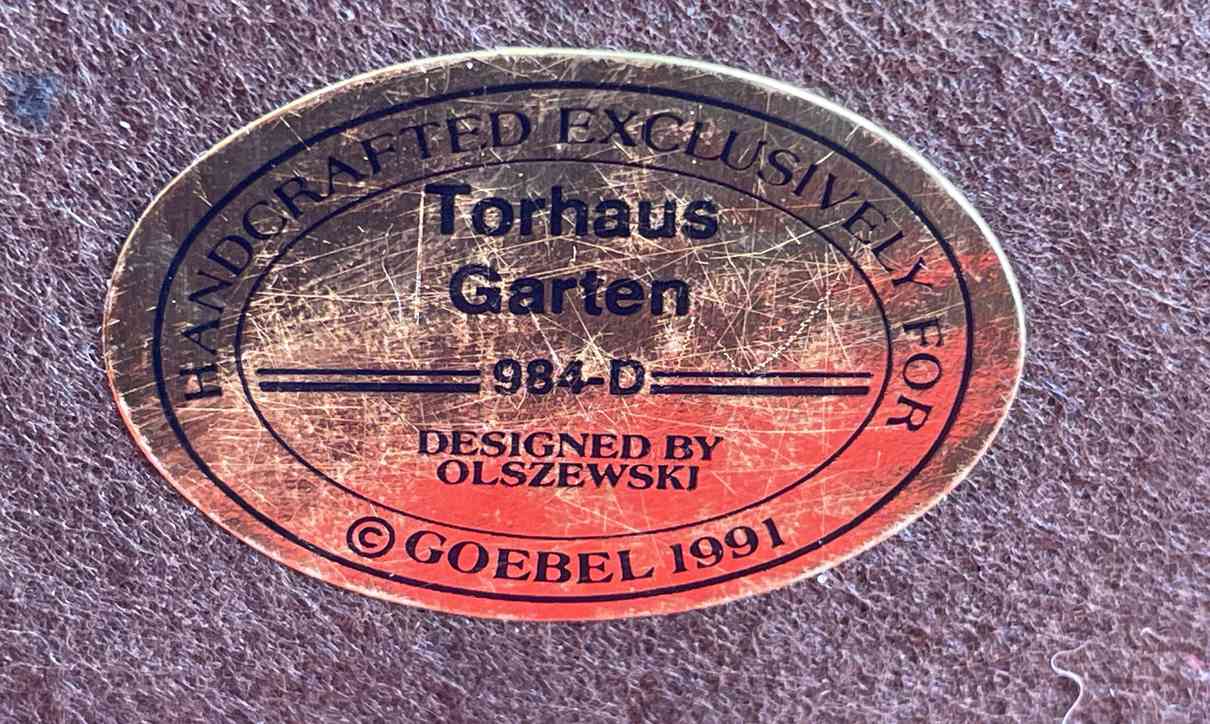 HANDCRAFTED EXCLUSIVELY FOR
Torhaus
Garten
984-D
DESIGNED BY
OLSZEWSKI
© GOEBEL 1991